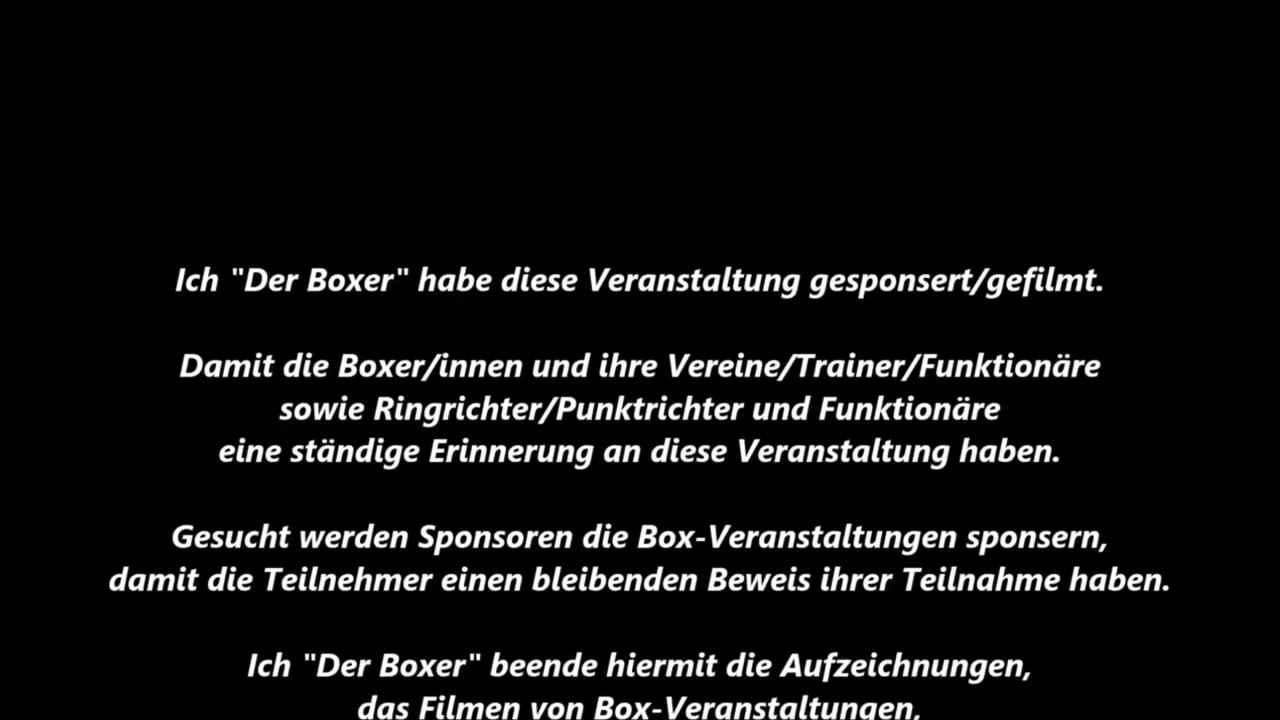 Ich "Der Boxer" habe diese Veranstaltung gesponsert/gefilmt.
Damit die Boxer/innen und ihre Vereine/Trainer/Funktionäre
sowie Ringrichter/Punktrichter und Funktionäre
eine ständige Erinnerung an diese Veranstaltung haben.
Gesucht werden Sponsoren die Box-Veranstaltungen sponsern,
damit die Teilnehmer einen bleibenden Beweis ihrer Teilnahme haben.
Ich "Der Boxer" beende hiermit die Aufzeichnungen,
das Filmen von Box-Veranstaltungen,